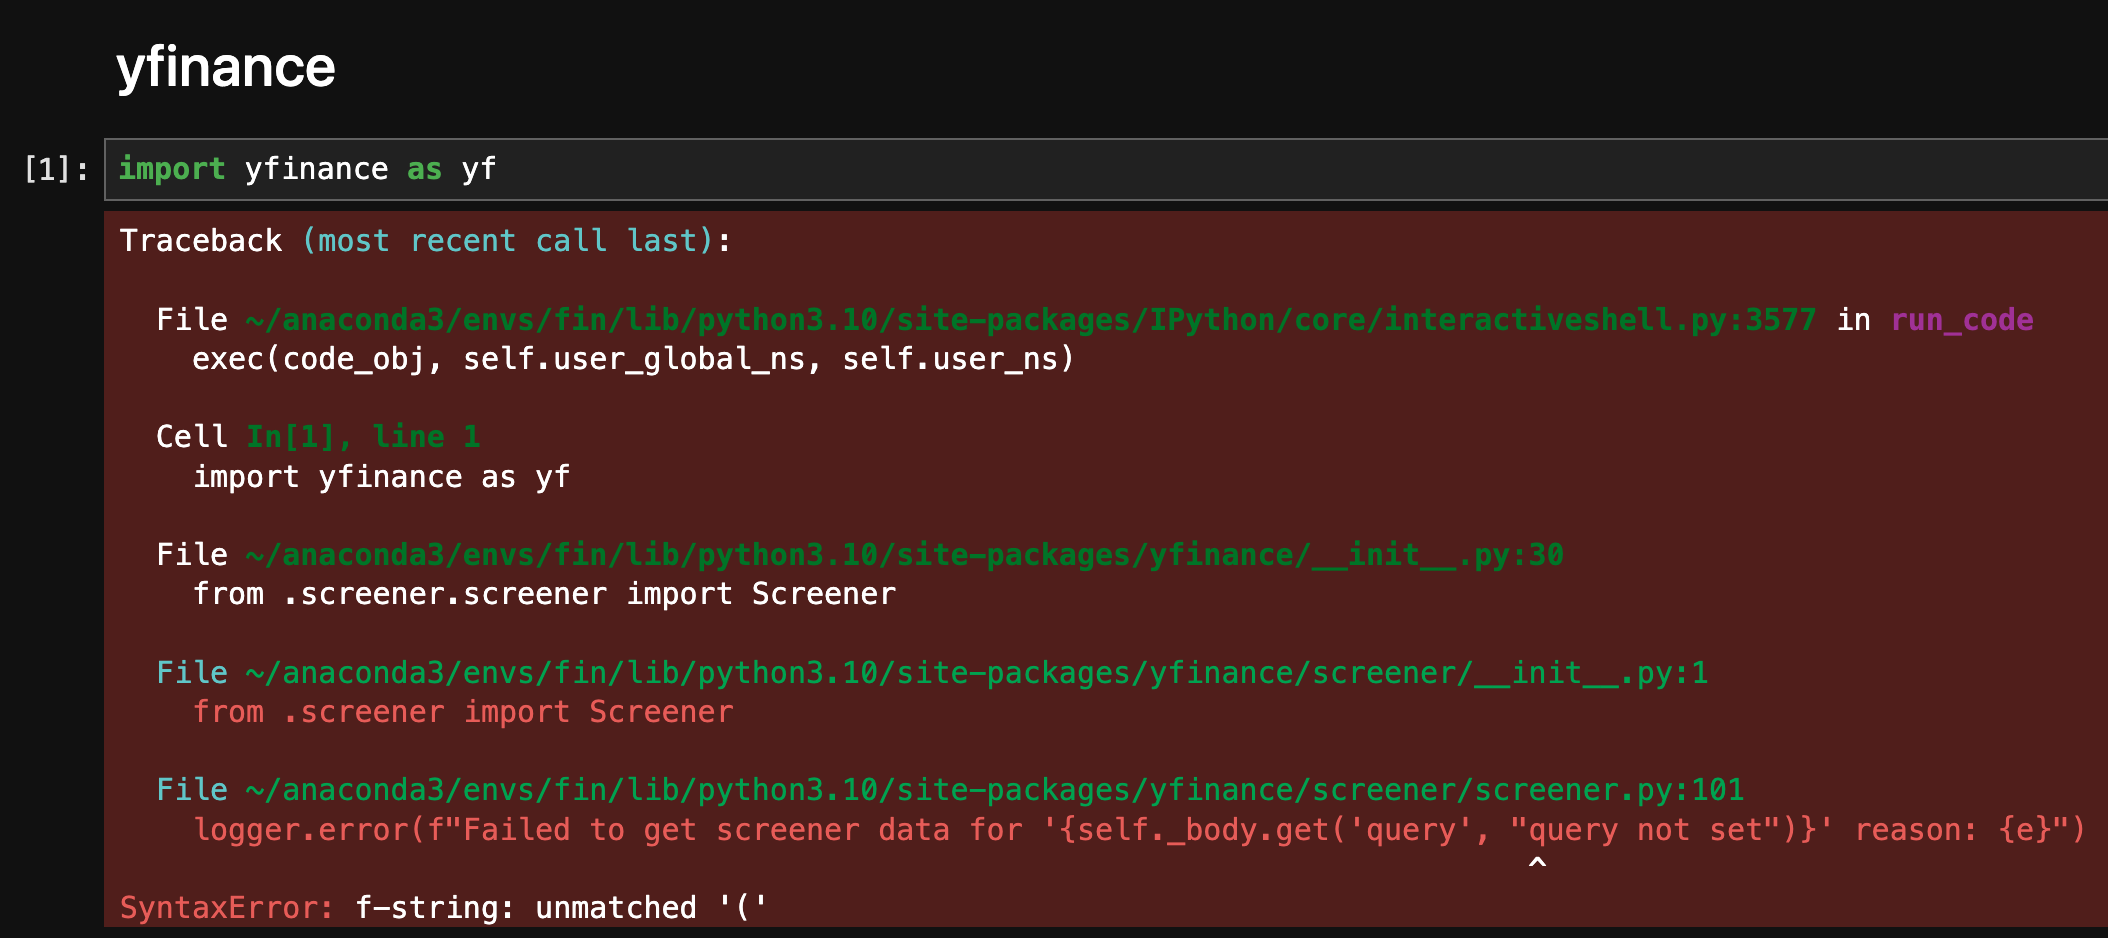 yfinance
[1]: import yfinance as yf
Traceback (most recent call last):
File ~/anaconda3/envs/fin/lib/python3.10/site-packages/IPython/core/interactiveshell.py:3577 in run_code
exec(code_obj, self.user_global_ns, self.user_ns)
Cell In[1], line 1
import yfinance as yf
File ~/anaconda3/envs/fin/lib/python3.10/site-packages/yfinance/__init__.py:30
from .screener.screener import Screener
File ~/anaconda3/envs/fin/lib/python3.10/site-packages/yfinance/screener/__init__.py:1
from .screener import Screener
File ~/anaconda3/envs/fin/lib/python3.10/site-packages/yfinance/screener/screener.py:101
logger.error(f"Failed to get screener data for '{self._body.get('query', "query not set")}' reason: {e}")
^
SyntaxError: f-string: unmatched '('